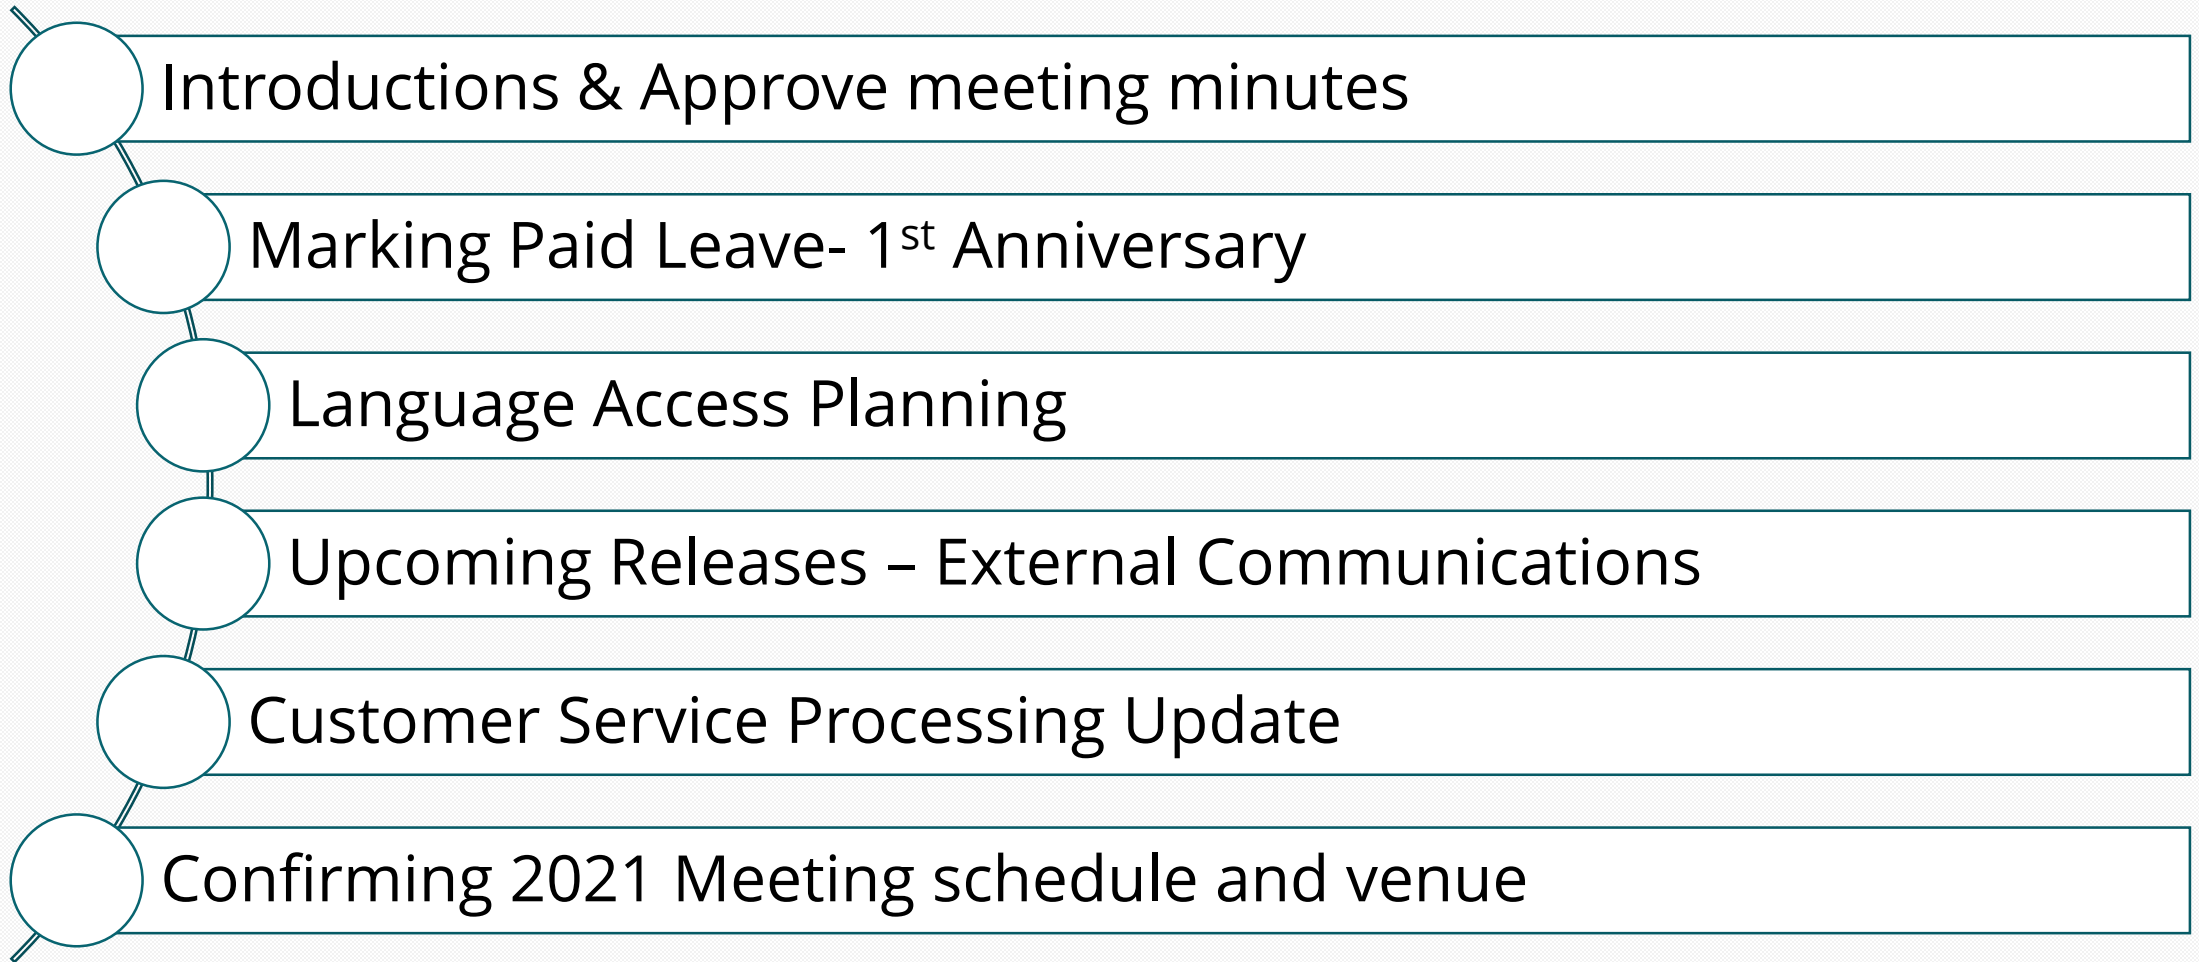 Introductions & Approve meeting minutes
Marking Paid Leave- 1st Anniversary
Language Access Planning
Upcoming Releases – External Communications
Customer Service Processing Update
Confirming 2021 Meeting schedule and venue